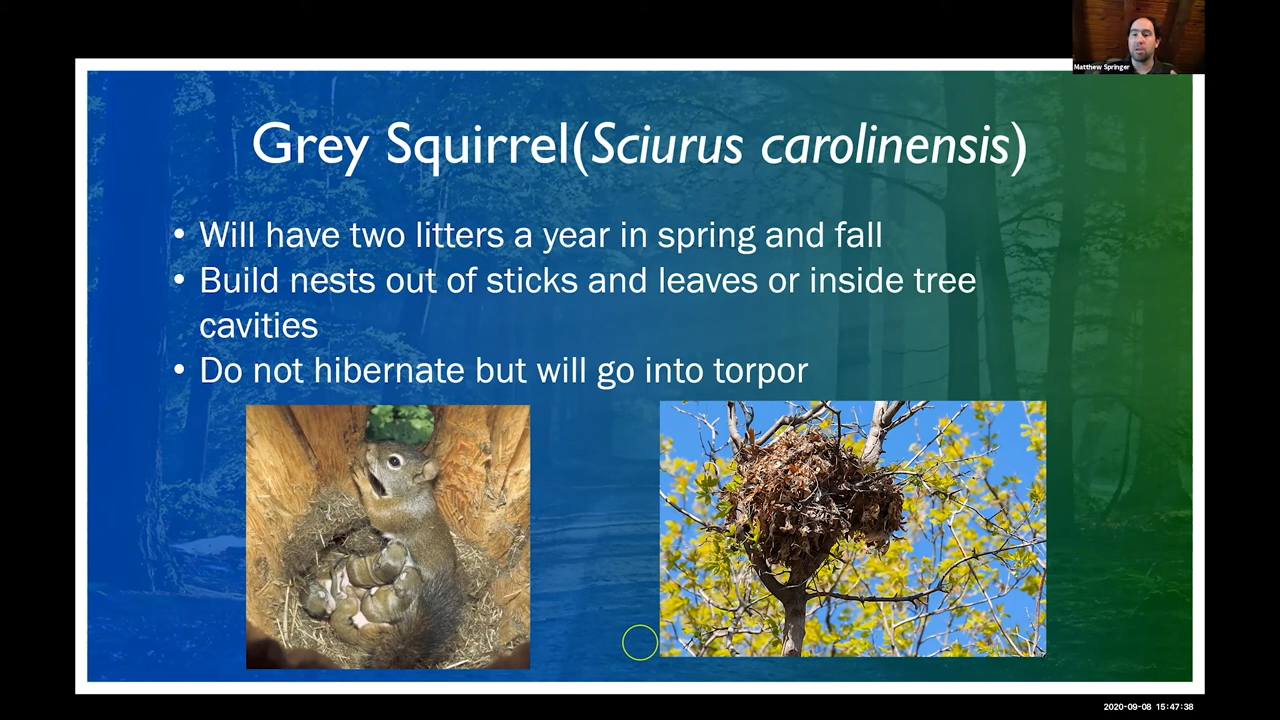 Matthew Springer
Grey Squirrel(Sciurus carolinensis)
• Will have two litters a year in spring and fall
• Build nests out of sticks and leaves or inside tree
cavities
• Do not hibernate but will go into torpor
2020-09-08 15:47:38